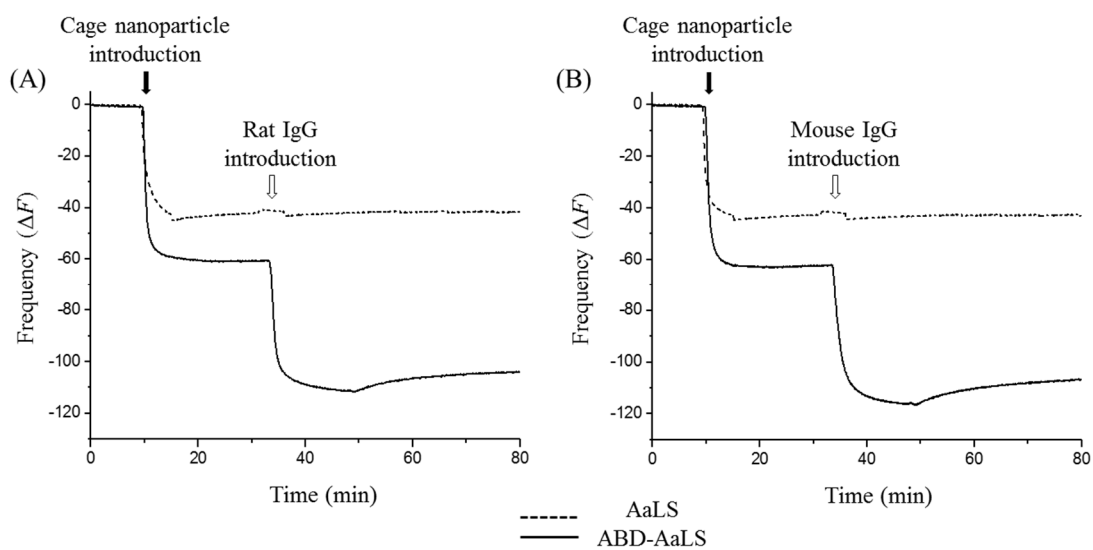 Cage nanoparticle
introduction
(A)
Rat IgG
introduction
0
-20
-40
-60
-80
-100
-120
Frequency (ΔF)
0
20
40
60
80
Time (min)
Cage nanoparticle
introduction
(B)
Mouse IgG
introduction
0
-20
-40
-60
-80
-100
-120
Frequency (ΔF)
0
20
40
60
80
Time (min)
AaLS
ABD-AaLS